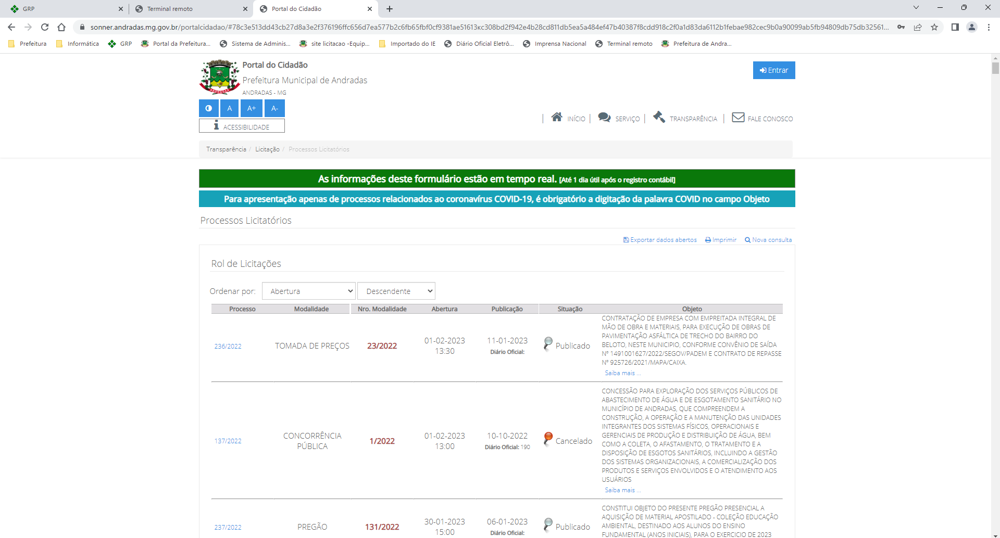 GRP
Terminal remoto
Portal do Cidadão
sonner.andradas.mg.gov.br/portalcidadao/#78c3e513dd43cb27d8a3e2f376196ffc656d7ea577b2c6fb65fbf0cf9381ae51613kc308bd2f942e4b28cd811db5ea5a484ef47b40387f8cdd918c2f0a1d83da6112b1febae982cec9b0a90099ab5fb94809db75db32561...
Prefeitura
Informática
GRP
Portal da Prefeitura...
Sistema de Adminis...
site licitacao -Equip...
Importado do IE
Diário Oficial Eletrô...
Imprensa Nacional
Terminal remoto
Prefeitura de Andra...
Portal do Cidadão
Prefeitura Municipal de Andradas
ANDRADAS - MG
Entrar
A A+ A-
ACESSIBILIDADE
| INÍCIO | SERVIÇO | TRANSPARÊNCIA | FALE CONOSCO
Transparência / Licitação / Processos Licitatórios
As informações deste formulário estão em tempo real. [Até 1 dia útil após o registro contábil]
Para apresentação apenas de processos relacionados ao coronavírus COVID-19, é obrigatório a digitação da palavra COVID no campo Objeto
Processos Licitatórios
Exportar dados abertos Imprimir Nova consulta
Rol de Licitações
Ordenar por: Abertura Descendente
Processo Modalidade Nro. Modalidade Abertura Publicação Situação Objeto
236/2022
TOMADA DE PREÇOS
23/2022
01-02-2023
13:30
11-01-2023
Diário Oficial:
Publicado
CONTRATAÇÃO DE EMPRESA COM EMPREITADA INTEGRAL DE
MÃO DE OBRA E MATERIAIS, PARA EXECUÇÃO DE OBRAS DE
PAVIMENTAÇÃO ASFÁLTICA DE TRECHO DO BAIRRO DO
BELOTO, NESTE MUNICIPIO, CONFORME CONVÊNIO DE SAÍDA
Nº 1491001627/2022/SEGOV/PADEM E CONTRATO DE REPASSE
Nº 925726/2021/MAPA/CAIXA.
Saiba mais ...
137/2022
CONCORRÊNCIA
PÚBLICA
1/2022
01-02-2023
13:00
10-10-2022
Diário Oficial: 190
Cancelado
CONCESSÃO PARA EXPLORAÇÃO DOS SERVIÇOS PÚBLICOS DE
ABASTECIMENTO DE ÁGUA E DE ESGOTAMENTO SANITÁRIO NO
MUNICÍPIO DE ANDRADAS, QUE COMPREENDEM A
CONSTRUÇÃO, A OPERAÇÃO E A MANUTENÇÃO DAS UNIDADES
INTEGRANTES DOS SISTEMAS FÍSICOS, OPERACIONAIS E
GERENCIAIS DE PRODUÇÃO E DISTRIBUIÇÃO DE ÁGUA, BEM
COMO A COLETA, O AFASTAMENTO, O TRATAMENTO E A
DISPOSIÇÃO DE ESGOTOS SANITÁRIOS, INCLUINDO A GESTÃO
DOS SISTEMAS ORGANIZACIONAIS, A COMERCIALIZAÇÃO DOS
PRODUTOS E SERVIÇOS ENVOLVIDOS E O ATENDIMENTO AOS
USUÁRIOS
Saiba mais ...
237/2022
PREGÃO
131/2022
30-01-2023
15:00
06-01-2023
Diário Oficial:
Publicado
CONSTITUI OBJETO DO PRESENTE PREGÃO PRESENCIAL A
AQUISIÇÃO DE MATERIAL APOSTILADO - COLEÇÃO EDUCAÇÃO
AMBIENTAL, DESTINADO AOS ALUNOS DO ENSINO
FUNDAMENTAL (ANOS INICIAIS), PARA O EXERCICIO DE 2023